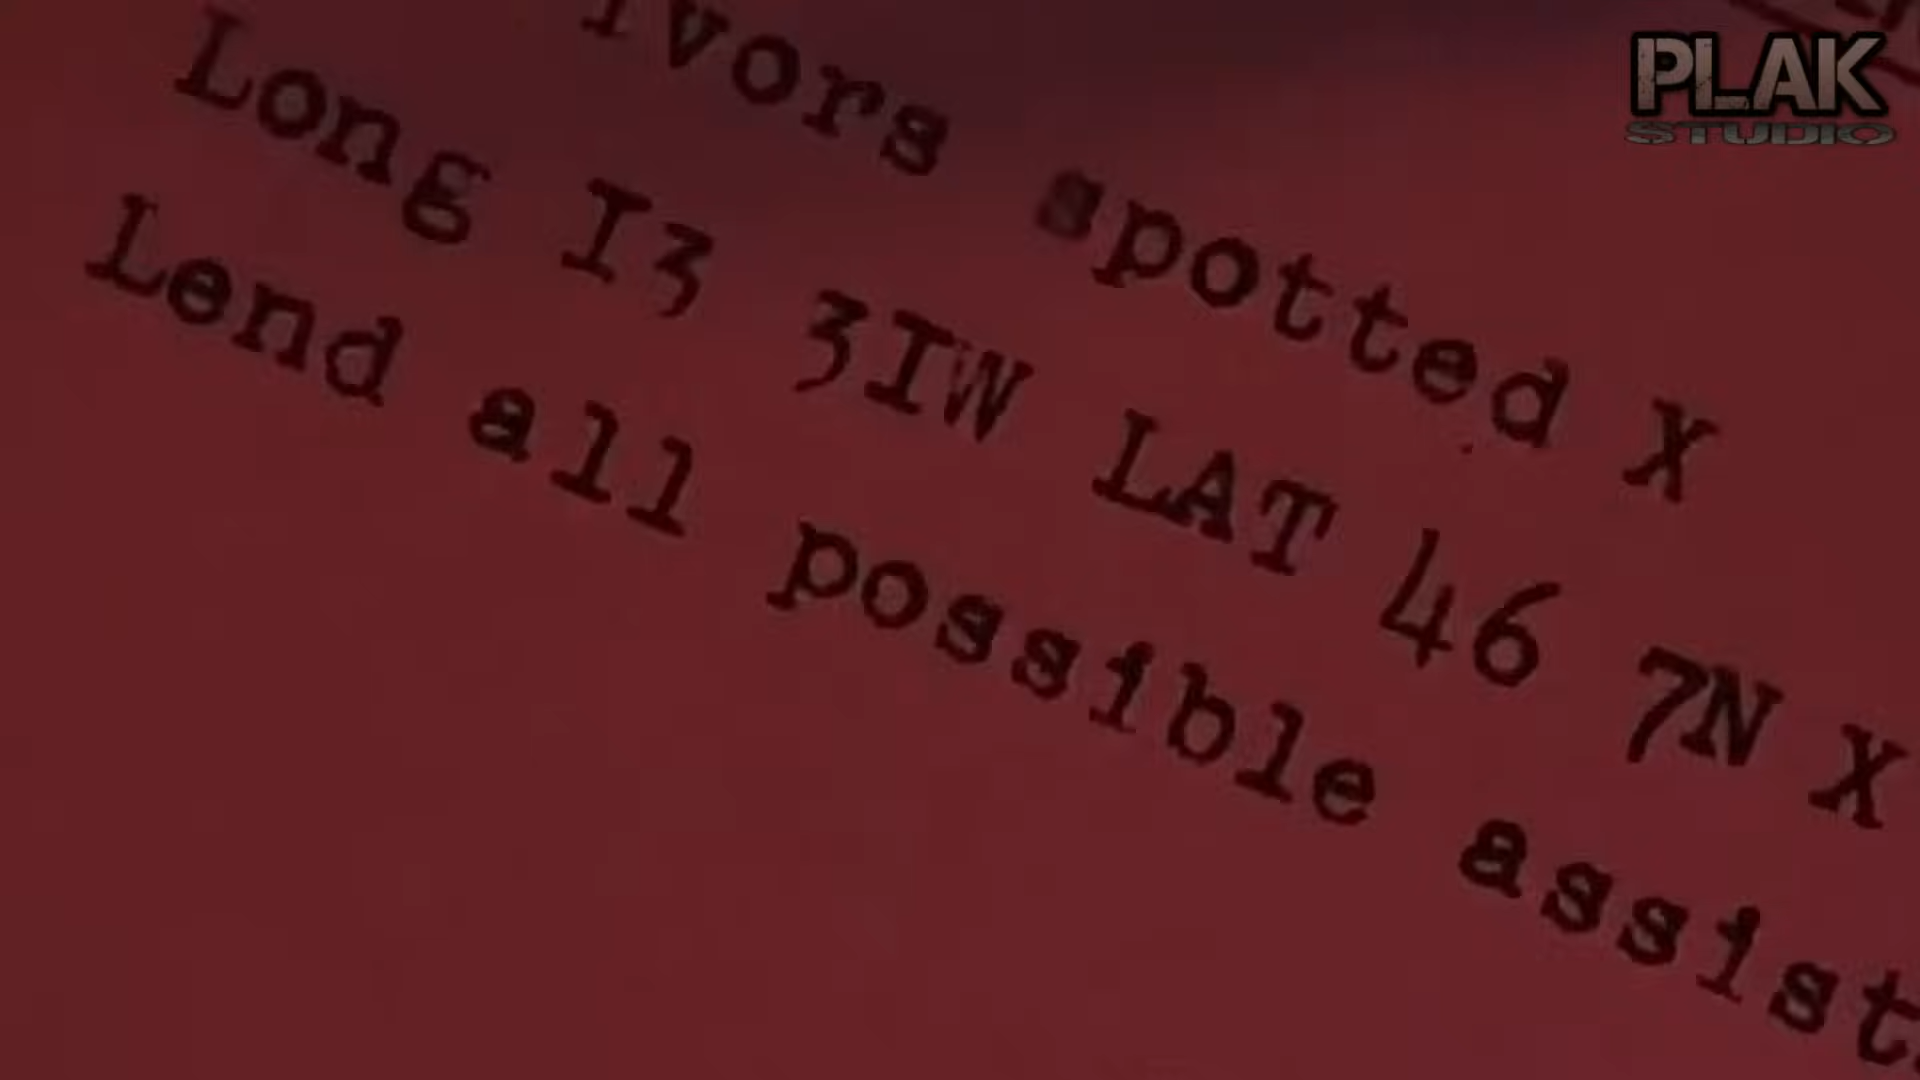 ivors spotted X
Long I3 3IW LAT 46 7N X
Lend all possible assist
PLAK
STUDIO